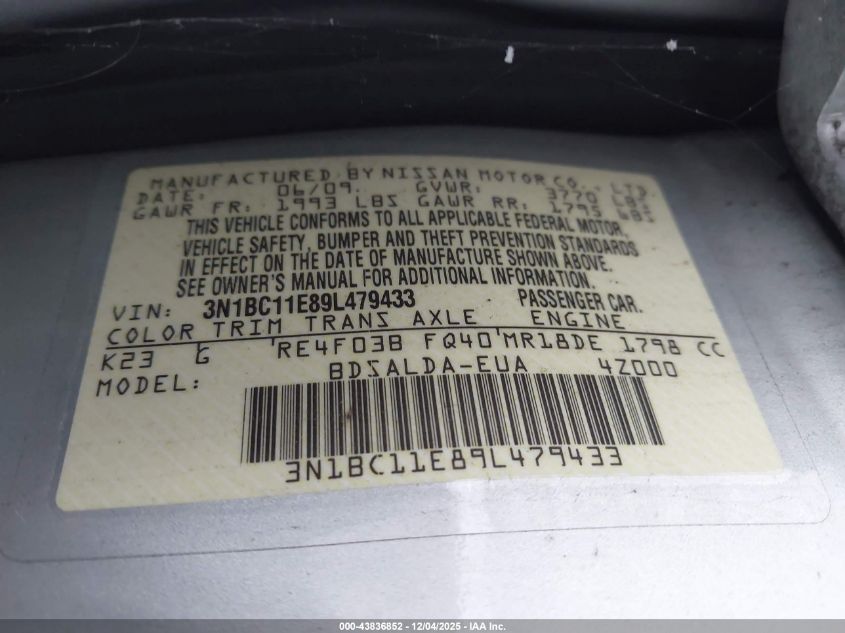 MANUFACTURED BY NISSAN MOTOR CO., LTD.
DATE: 06/09. GVWR: 3770 LBS
GAWR FR: 1993 LBS GAWR RR: 1795 LBS
THIS VEHICLE CONFORMS TO ALL APPLICABLE FEDERAL MOTOR
VEHICLE SAFETY, BUMPER AND THEFT PREVENTION STANDARDS
IN EFFECT ON THE DATE OF MANUFACTURE SHOWN ABOVE.
SEE OWNER'S MANUAL FOR ADDITIONAL INFORMATION.
VIN: 3N1BC11E89L479433 PASSENGER CAR.
COLOR TRIM TRANS AXLE ENGINE
K23 G RE4F03B FQ40 MR18DE 1798 CC
MODEL: BDSALDA-EUA 4Z000
3N1BC11E89L479433
000-43836852 | 12/04/2025 - IAA Inc.